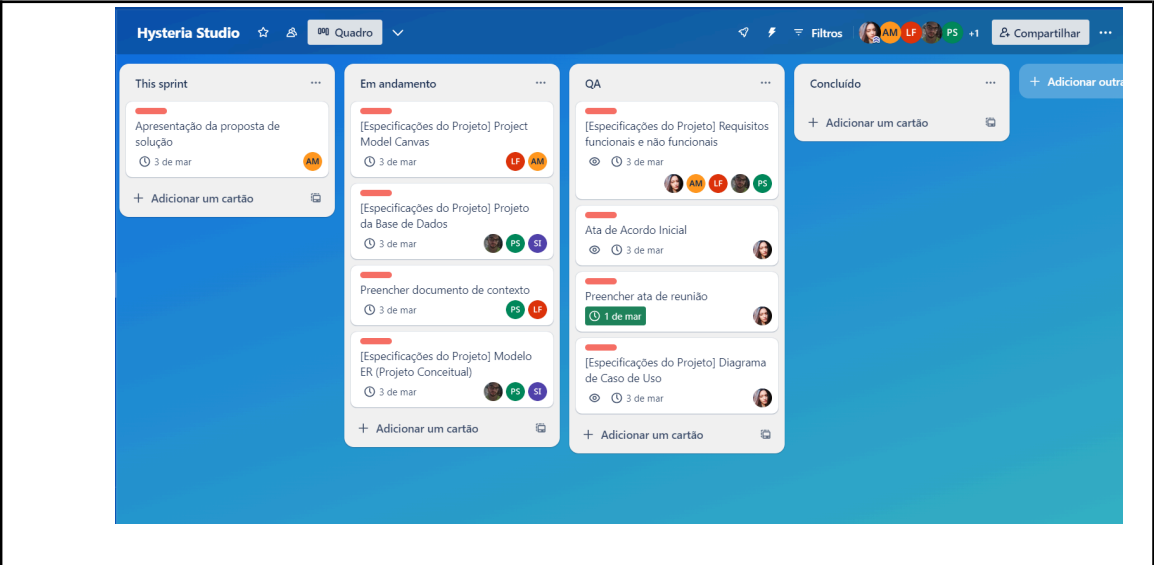 Hysteria Studio
Quadro
Filtros
AM
LF
PS
+1
Compartilhar
This sprint
Apresentação da proposta de
solução
3 de mar
AM
+ Adicionar um cartão
Em andamento
[Especificações do Projeto] Project
Model Canvas
3 de mar
LF AM
[Especificações do Projeto] Projeto
da Base de Dados
3 de mar
PS SI
Preencher documento de contexto
3 de mar
PS LF
[Especificações do Projeto] Modelo
ER (Projeto Conceitual)
3 de mar
PS SI
+ Adicionar um cartão
QA
[Especificações do Projeto] Requisitos
funcionais e não funcionais
3 de mar
AM LF PS
Ata de Acordo Inicial
3 de mar
Preencher ata de reunião
1 de mar
[Especificações do Projeto] Diagrama
de Caso de Uso
3 de mar
+ Adicionar um cartão
Concluído
+ Adicionar um cartão
+ Adicionar outra